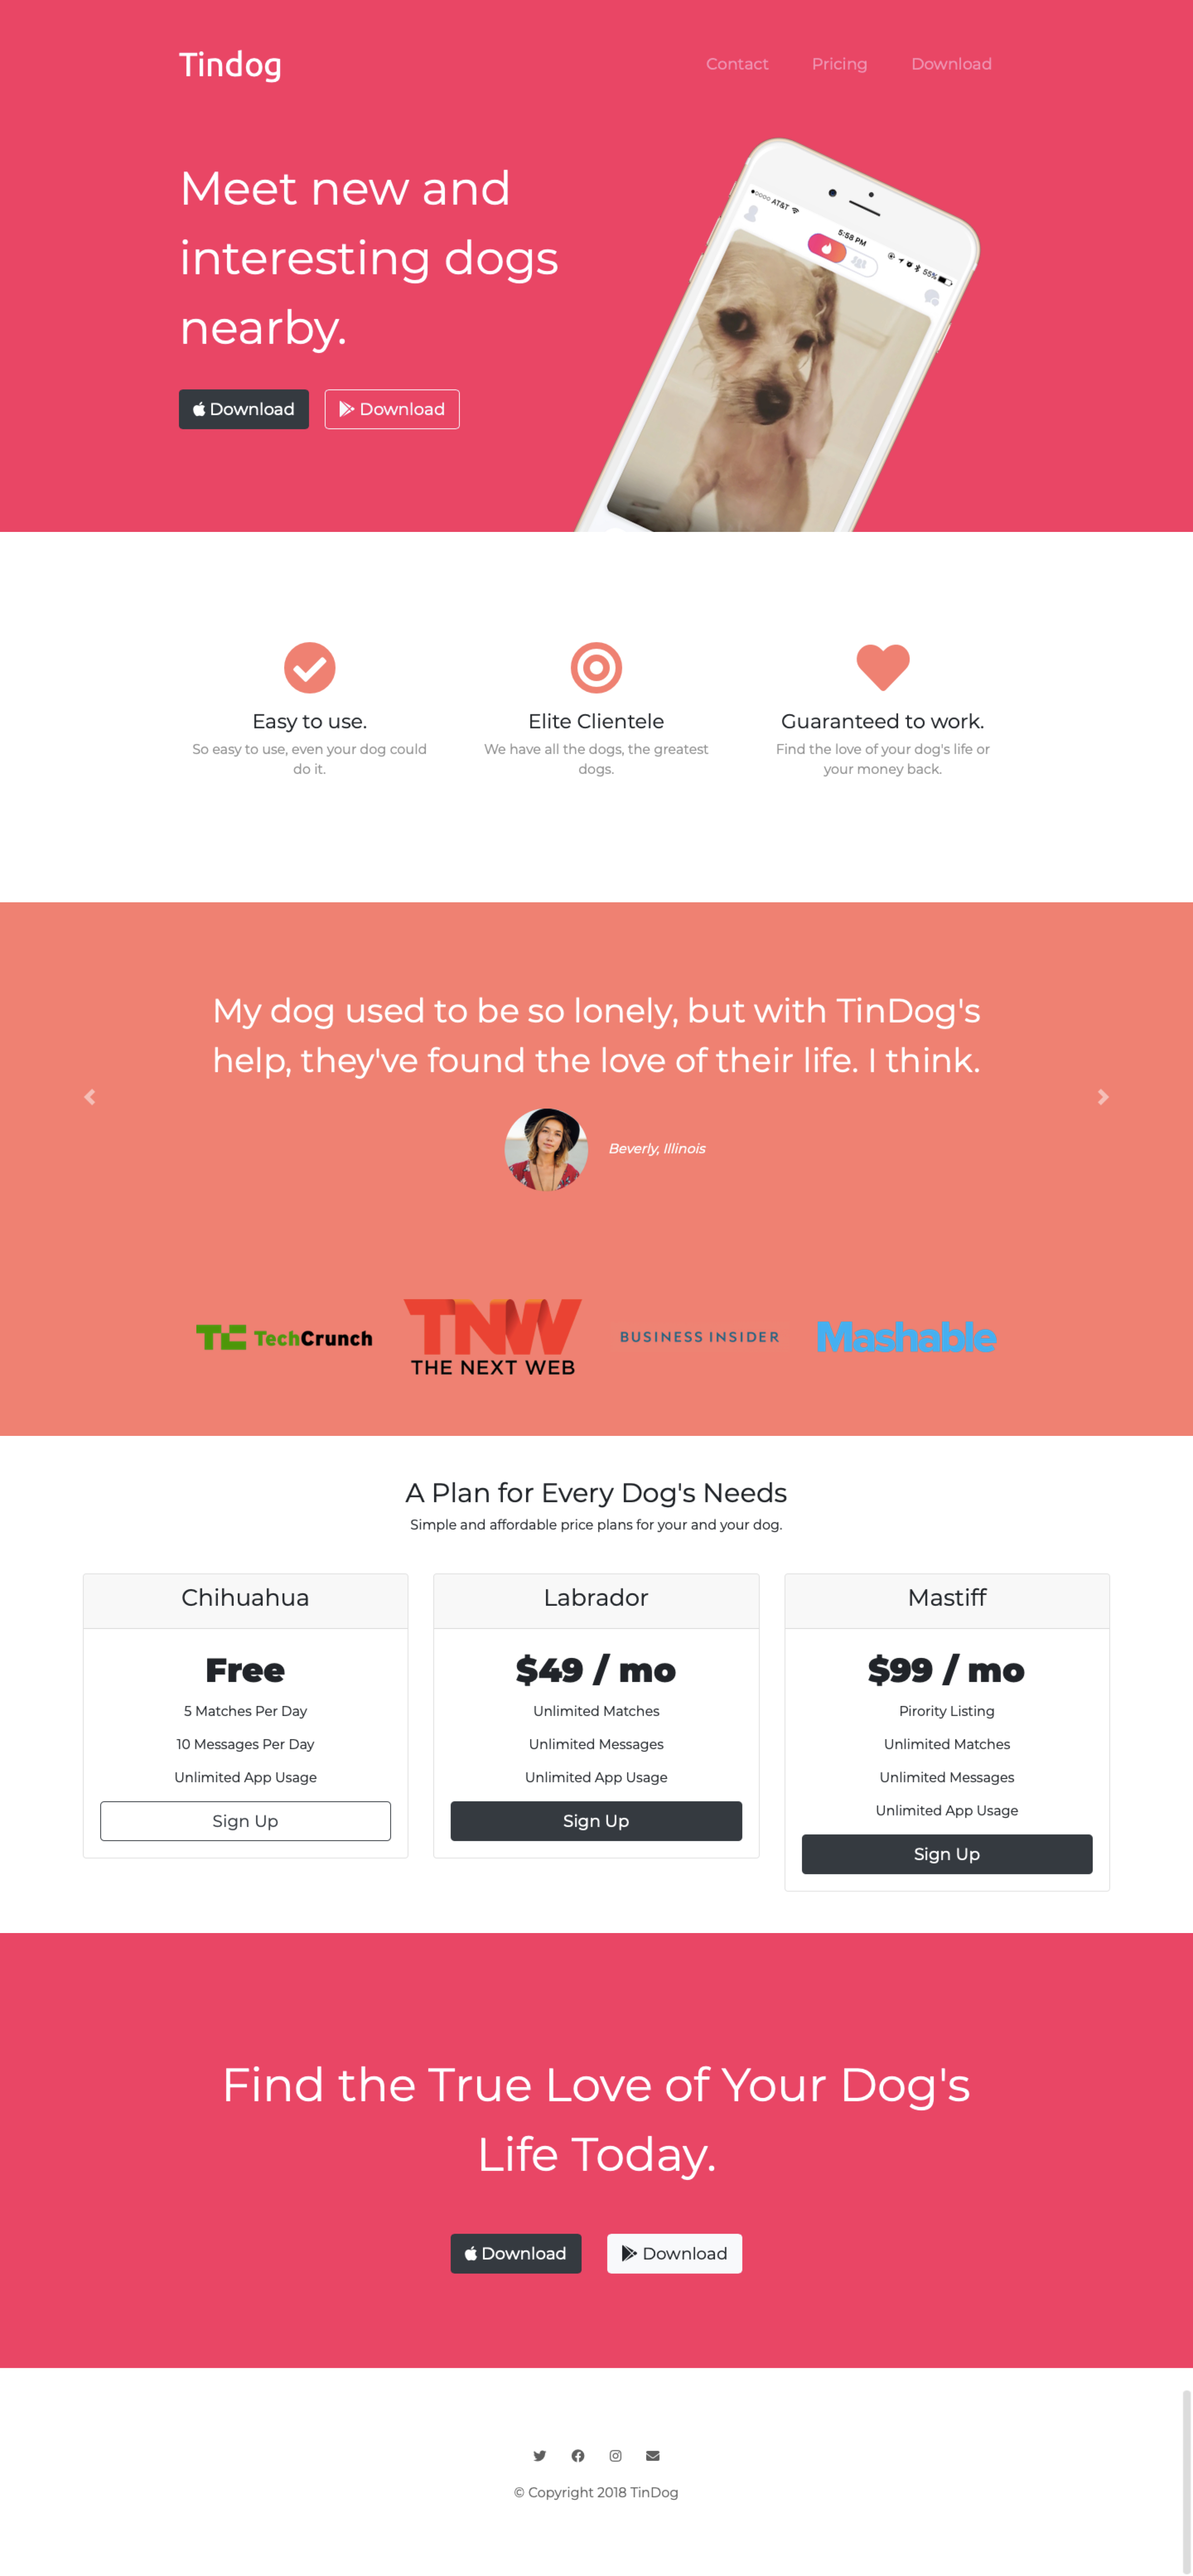 Tindog
Contact Pricing Download
Meet new and
interesting dogs
nearby.
Download Download
AT&T 5:58 PM 55%
Easy to use.
So easy to use, even your dog could
do it.
Elite Clientele
We have all the dogs, the greatest
dogs.
Guaranteed to work.
Find the love of your dog's life or
your money back.
My dog used to be so lonely, but with TinDog's
help, they've found the love of their life. I think.
Beverly, Illinois
TC TechCrunch
TNW
THE NEXT WEB
BUSINESS INSIDER
Mashable
A Plan for Every Dog's Needs
Simple and affordable price plans for your and your dog.
Chihuahua
Free
5 Matches Per Day
10 Messages Per Day
Unlimited App Usage
Sign Up
Labrador
$49 / mo
Unlimited Matches
Unlimited Messages
Unlimited App Usage
Sign Up
Mastiff
$99 / mo
Pirority Listing
Unlimited Matches
Unlimited Messages
Unlimited App Usage
Sign Up
Find the True Love of Your Dog's
Life Today.
Download Download
© Copyright 2018 TinDog